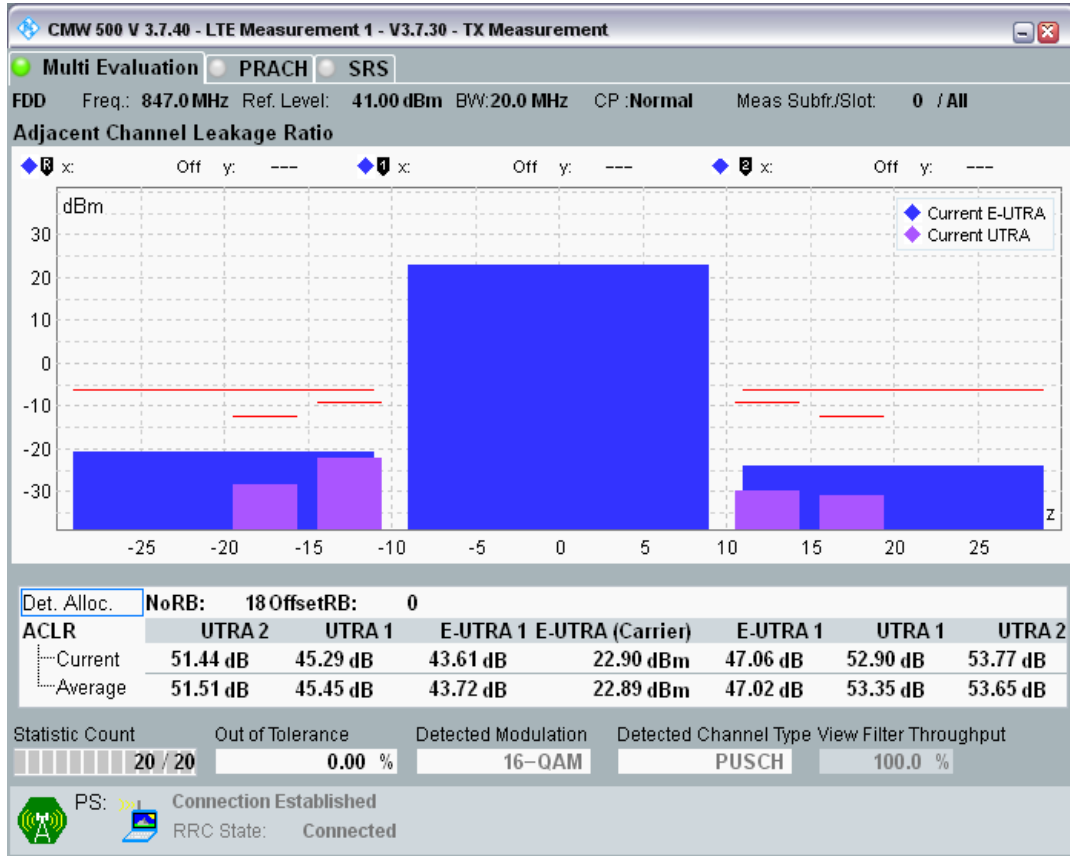 CMW 500 V 3.7.40 - LTE Measurement 1 - V3.7.30 - TX Measurement
Multi Evaluation PRACH SRS
FDD Freq.: 847.0 MHz Ref. Level: 41.00 dBm BW: 20.0 MHz CP : Normal Meas Subfr./Slot: 0 / All
Adjacent Channel Leakage Ratio
R x: Off y: --- 1 x: Off y: --- 2 x: Off y: ---
dBm
Current E-UTRA
Current UTRA
30
20
10
0
-10
-20
-30
z
-25 -20 -15 -10 -5 0 5 10 15 20 25
Det. Alloc. NoRB: 18 OffsetRB: 0
ACLR UTRA 2 UTRA 1 E-UTRA 1 E-UTRA (Carrier) E-UTRA 1 UTRA 1 UTRA 2
Current 51.44 dB 45.29 dB 43.61 dB 22.90 dBm 47.06 dB 52.90 dB 53.77 dB
Average 51.51 dB 45.45 dB 43.72 dB 22.89 dBm 47.02 dB 53.35 dB 53.65 dB
Statistic Count Out of Tolerance Detected Modulation Detected Channel Type View Filter Throughput
20 / 20 0.00 % 16-QAM PUSCH 100.0 %
PS: Connection Established
RRC State: Connected